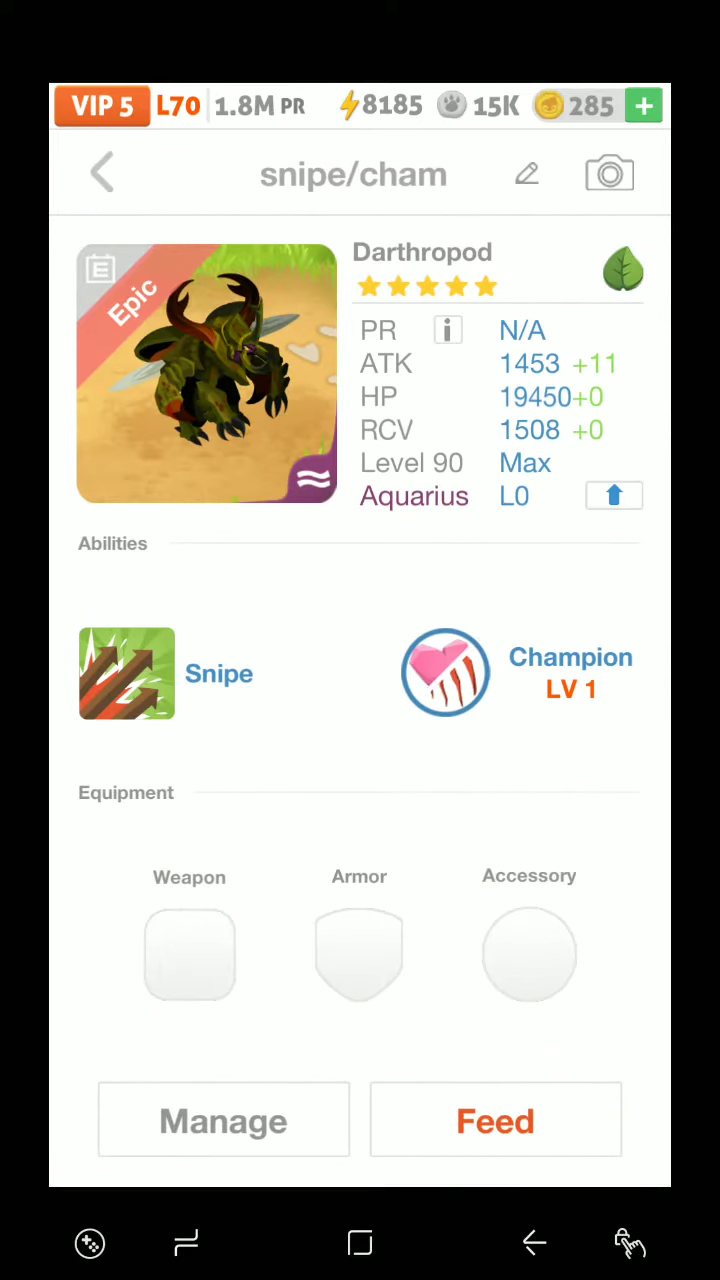 VIP 5 L70 1.8M PR 8185 15K 285 +
snipe/cham
E
Epic
Darthropod
PR i N/A
ATK 1453 +11
HP 19450+0
RCV 1508 +0
Level 90 Max
Aquarius L0
Abilities
Snipe
Champion
LV 1
Equipment
Weapon Armor Accessory
Manage Feed